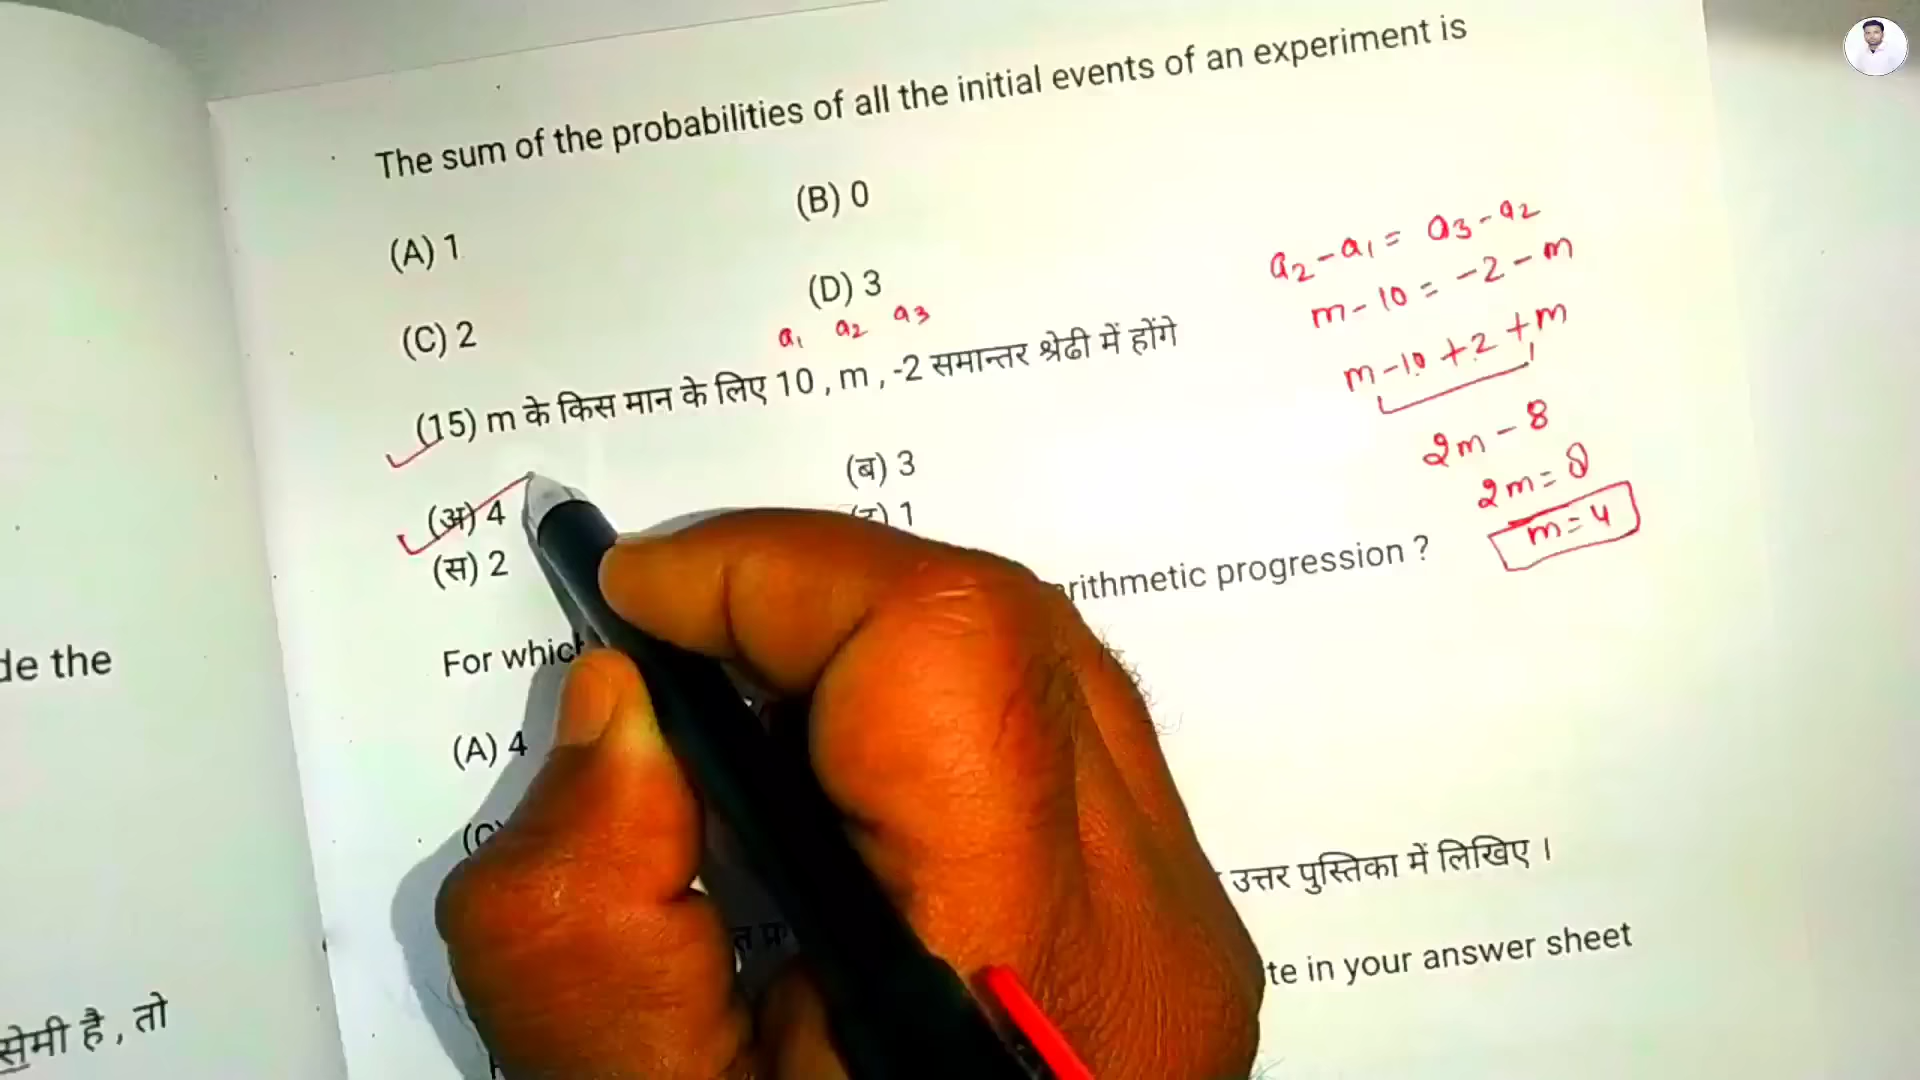 The sum of the probabilities of all the initial events of an experiment is
(A) 1
(B) 0
(C) 2
(D) 3
a1 a2 a3
(15) m के किस मान के लिए 10 , m , -2 समान्तर श्रेढी में होंगे
(अ) 4
(ब) 3
(स) 2
1
For which
rithmetic progression ?
(A) 4
a2 - a1 = a3 - a2
m - 10 = -2 - m
m - 10 + 2 + m
2m - 8
2m = 8
m = 4
उत्तर पुस्तिका में लिखिए ।
te in your answer sheet
de the
सेमी है , तो